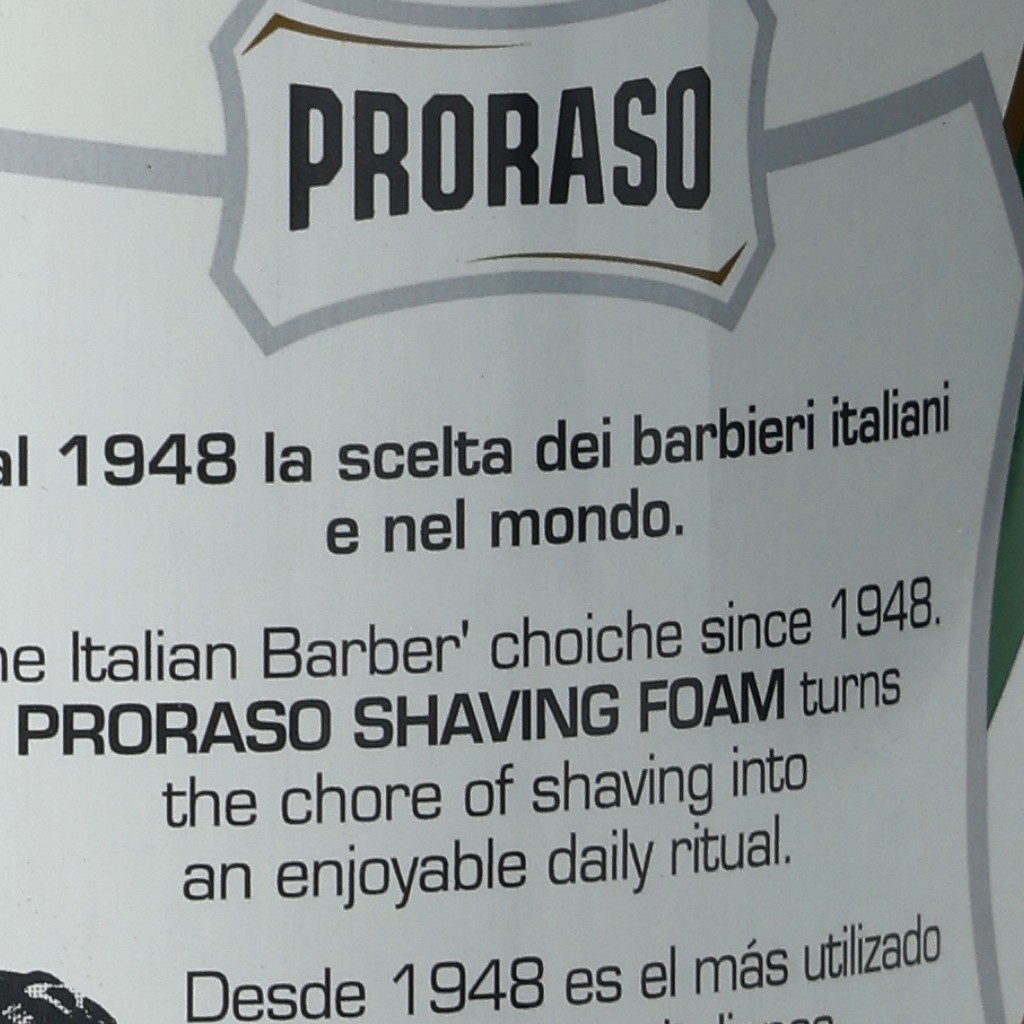 PRORASO
al 1948 la scelta dei barbieri italiani
e nel mondo.
he Italian Barber' choiche since 1948.
PRORASO SHAVING FOAM turns
the chore of shaving into
an enjoyable daily ritual.
Desde 1948 es el más utilizado